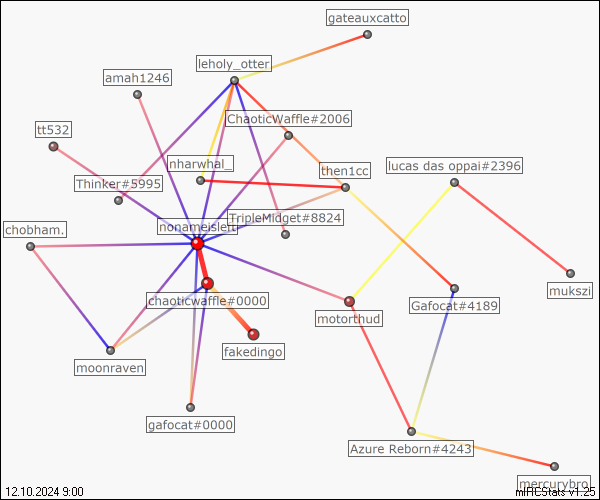 gateauxcatto
leholy_otter
amah1246
ChaoticWaffle#2006
tt532
nharwhal_
then1cc
lucas das oppai#2396
Thinker#5995
TripleMidget#8824
nonameisleft
chobham.
mukszi
chaoticwaffle#0000
Gafocat#4189
motorthud
fakedingo
moonraven
gafocat#0000
Azure Reborn#4243
mercurybro
12.10.2024 9:00
mIRCStats v1.25